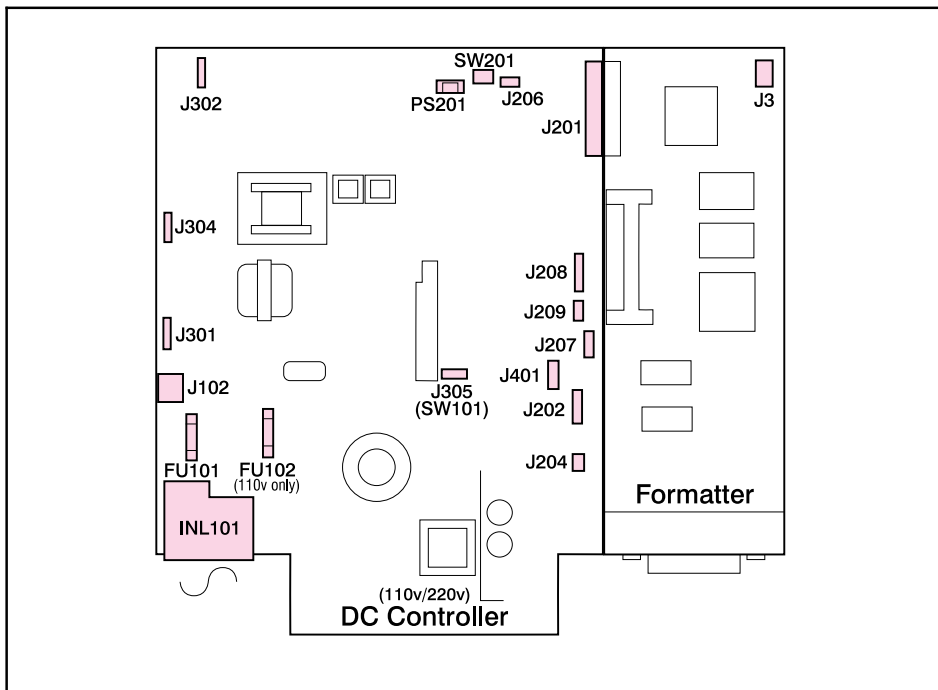 SW201
J302
PS201
J206
J201
J3
J304
J208
J209
J301
J207
J401
J102
J305
(SW101)
J202
FU101
FU102
(110v only)
J204
Formatter
INL101
(110v/220v)
DC Controller